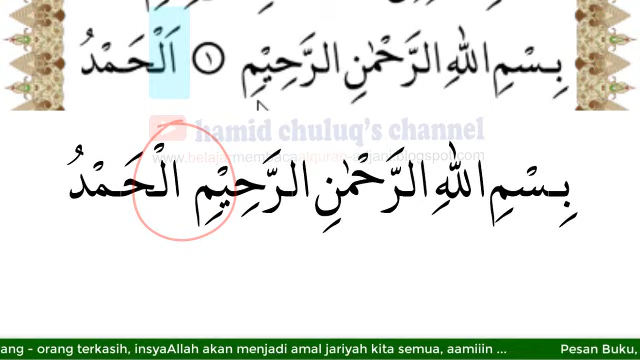 بِسْمِ اللّٰهِ الرَّحْمٰنِ الرَّحِيْمِ ۝١ اَلْحَمْدُ
hamid chuluq's channel
بِسْمِ اللّٰهِ الرَّحْمٰنِ الرَّحِيْمِ الْحَمْدُ
ang - orang terkasih, insyaAllah akan menjadi amal jariyah kita semua, aamiiin ... Pesan Buku,